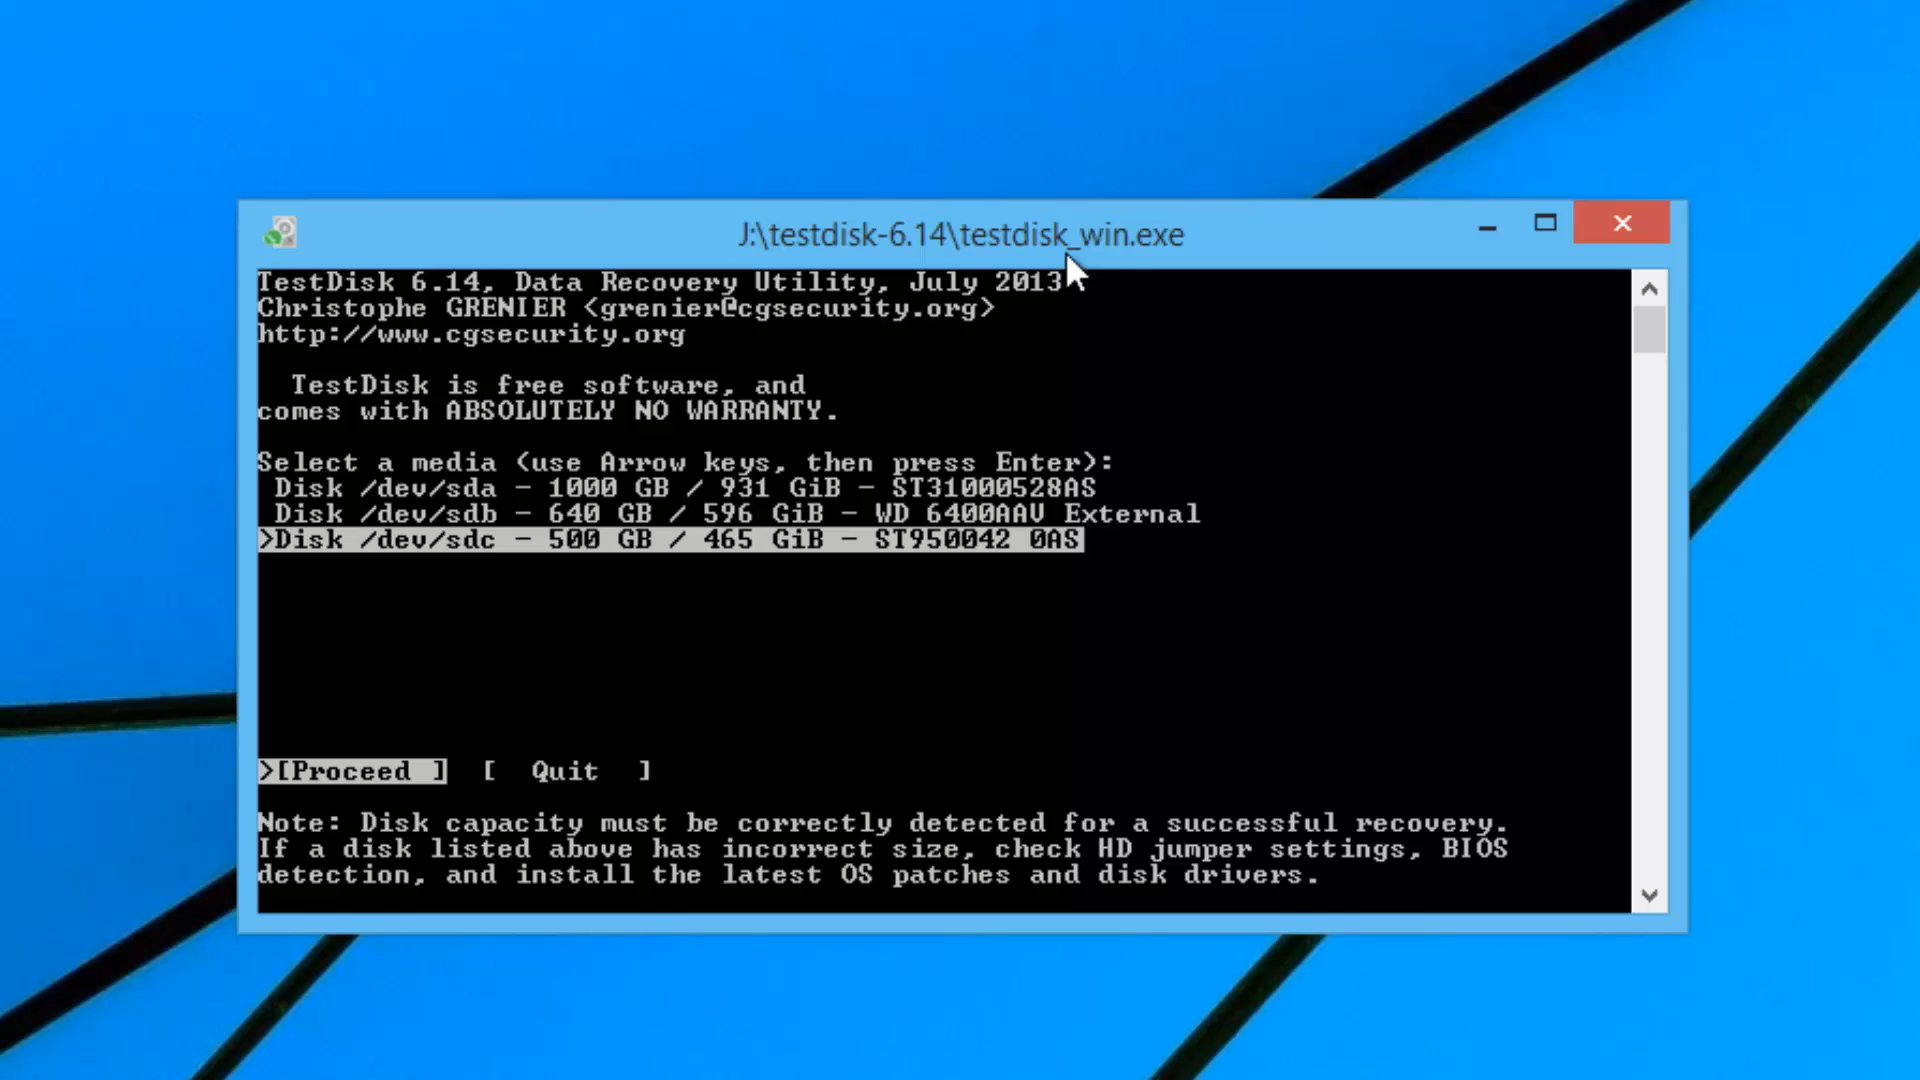 J:\testdisk-6.14\testdisk_win.exe
TestDisk 6.14, Data Recovery Utility, July 2013
Christophe GRENIER <grenier@cgsecurity.org>
http://www.cgsecurity.org
TestDisk is free software, and
comes with ABSOLUTELY NO WARRANTY.
Select a media (use Arrow keys, then press Enter):
Disk /dev/sda - 1000 GB / 931 GiB - ST31000528AS
Disk /dev/sdb - 640 GB / 596 GiB - WD 6400AAV External
>Disk /dev/sdc - 500 GB / 465 GiB - ST950042 0AS
>[Proceed ]  [  Quit  ]
Note: Disk capacity must be correctly detected for a successful recovery.
If a disk listed above has incorrect size, check HD jumper settings, BIOS
detection, and install the latest OS patches and disk drivers.